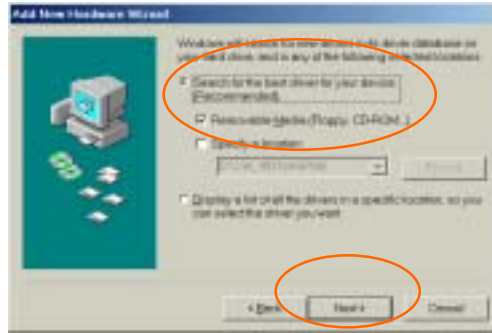 Add New Hardware Wizard
Windows will search for new drivers in its driver database on
your hard drive, and in any of the following selected locations.
Search for the best driver for your device.
(Recommended).
Removable Media (Floppy, CD-ROM...)
Specify a location:
Browse...
Display a list of all the drivers in a specific location, so you
can select the driver you want.
< Back
Next >
Cancel